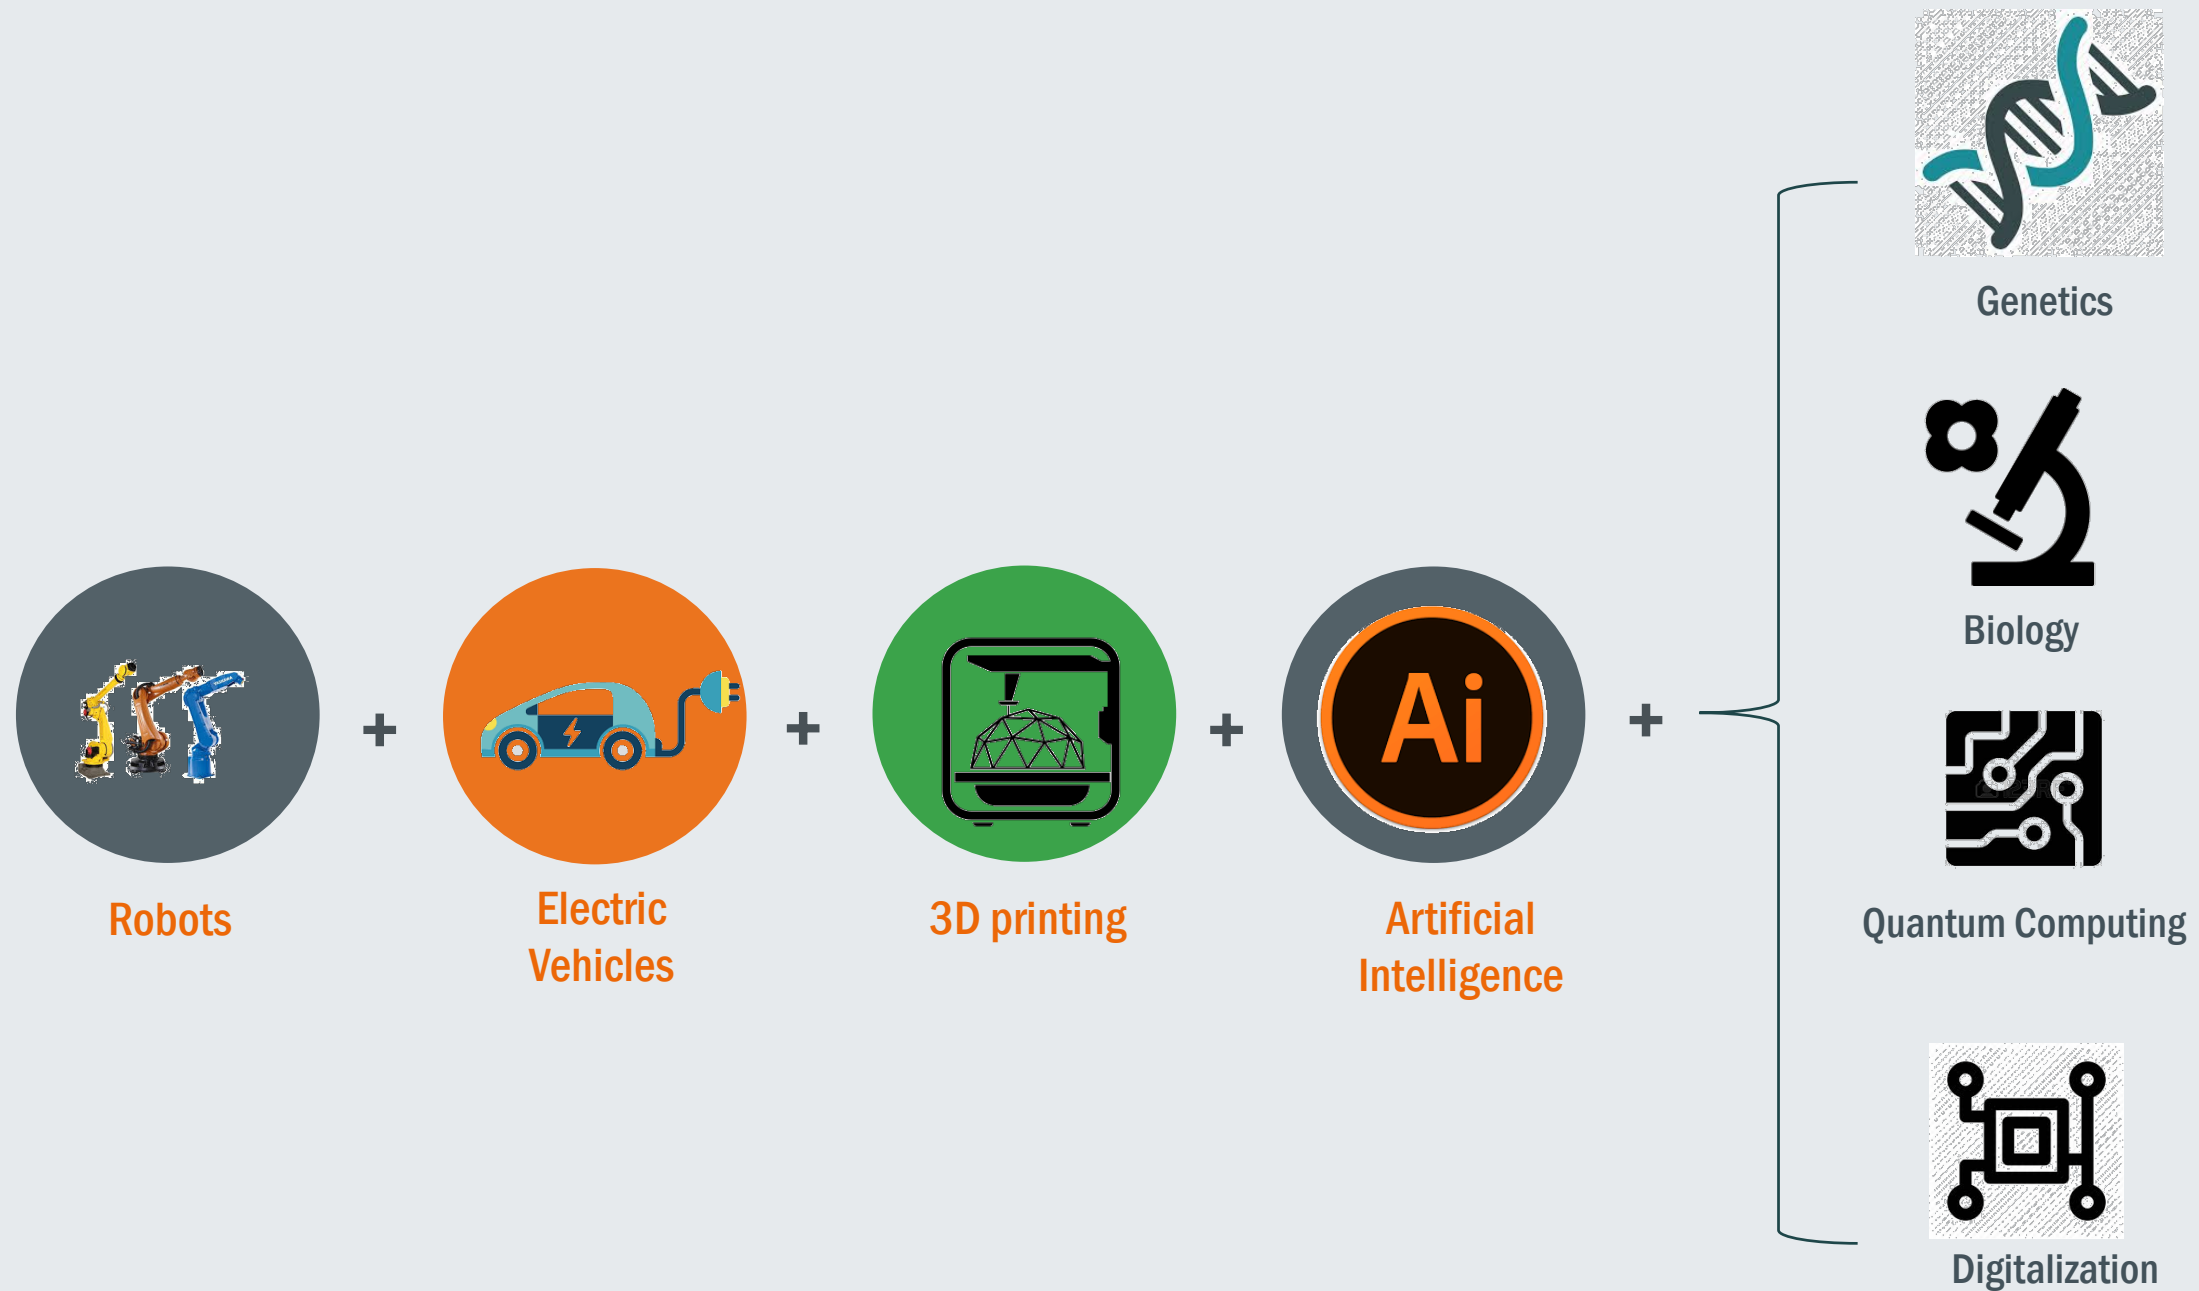 Genetics
Biology
Ai
+
+
+
+
Robots
Electric
Vehicles
3D printing
Artificial
Intelligence
Quantum Computing
Digitalization